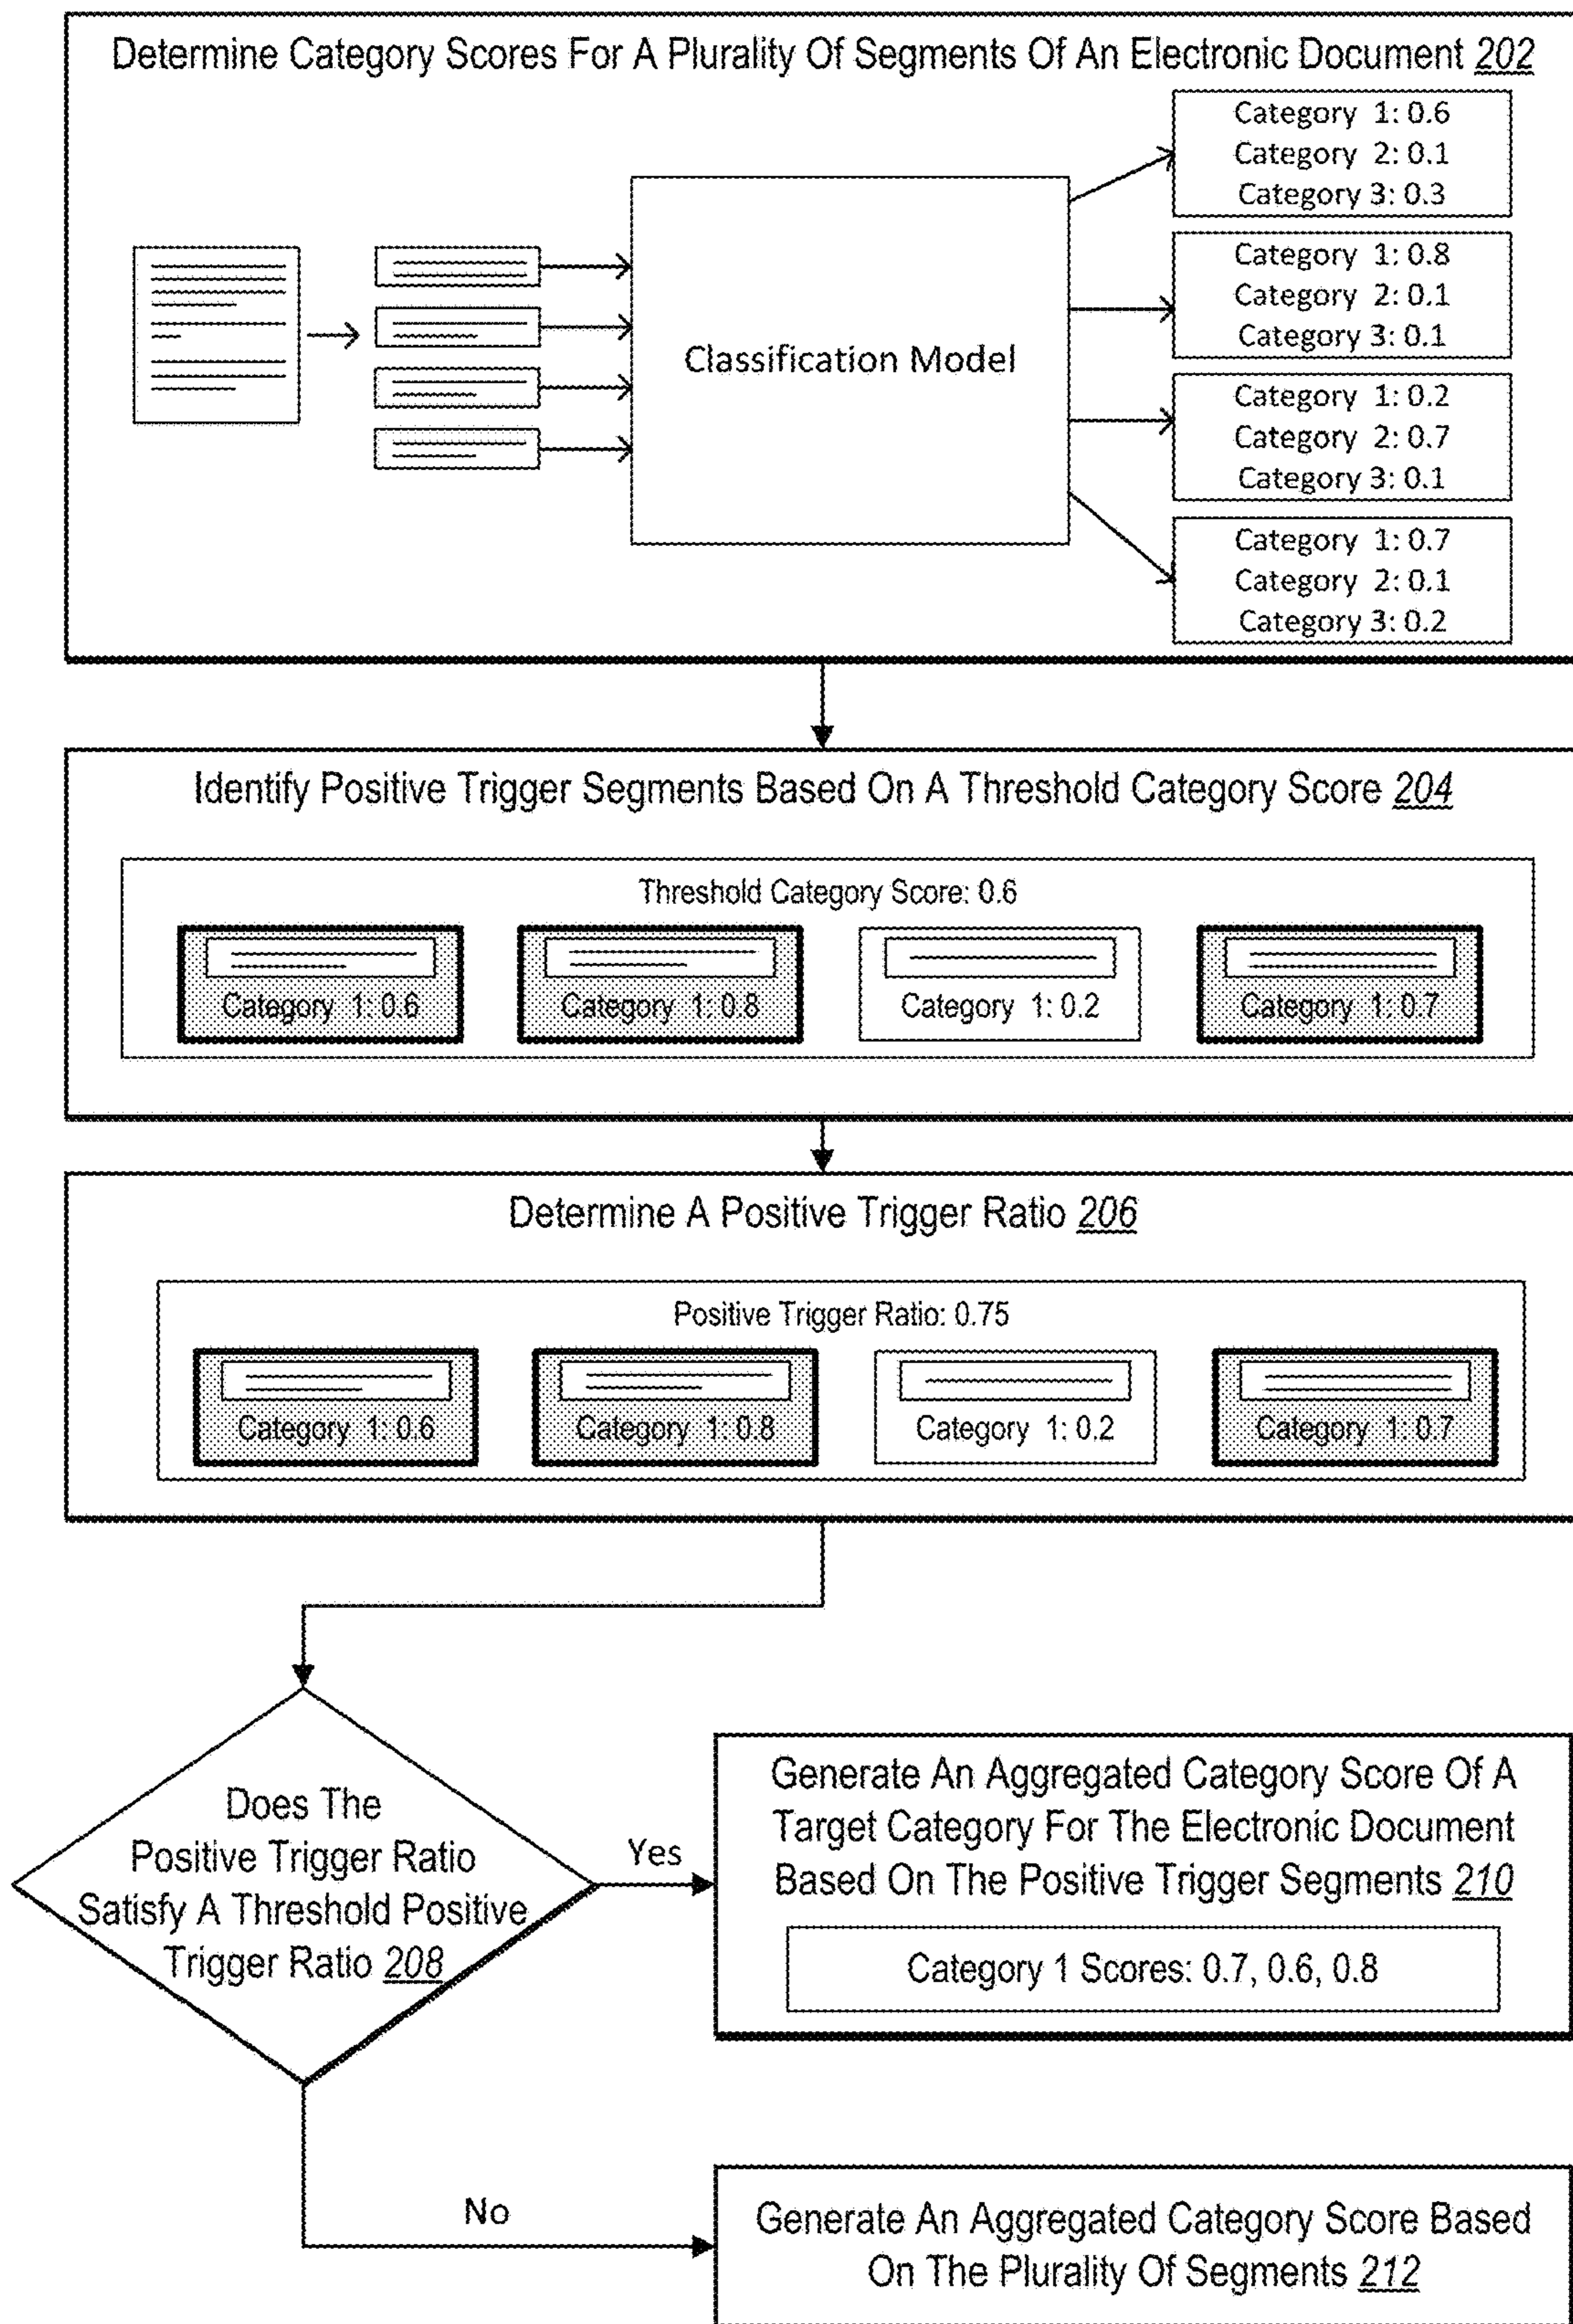 Determine Category Scores For A Plurality Of Segments Of An Electronic Document 202
Category 1: 0.6
Category 2: 0.1
Category 3: 0.3
Category 1: 0.8
Category 2: 0.1
Category 3: 0.1
Classification Model
Category 1: 0.2
Category 2: 0.7
Category 3: 0.1
Category 1: 0.7
Category 2: 0.1
Category 3: 0.2
Identify Positive Trigger Segments Based On A Threshold Category Score 204
Threshold Category Score: 0.6
Category 1: 0.6
Category 1: 0.8
Category 1: 0.2
Category 1: 0.7
Determine A Positive Trigger Ratio 206
Positive Trigger Ratio: 0.75
Category 1: 0.6
Category 1: 0.8
Category 1: 0.2
Category 1: 0.7
Does The
Positive Trigger Ratio
Satisfy A Threshold Positive
Trigger Ratio 208
Yes
Generate An Aggregated Category Score Of A
Target Category For The Electronic Document
Based On The Positive Trigger Segments 210
Category 1 Scores: 0.7, 0.6, 0.8
No
Generate An Aggregated Category Score Based
On The Plurality Of Segments 212